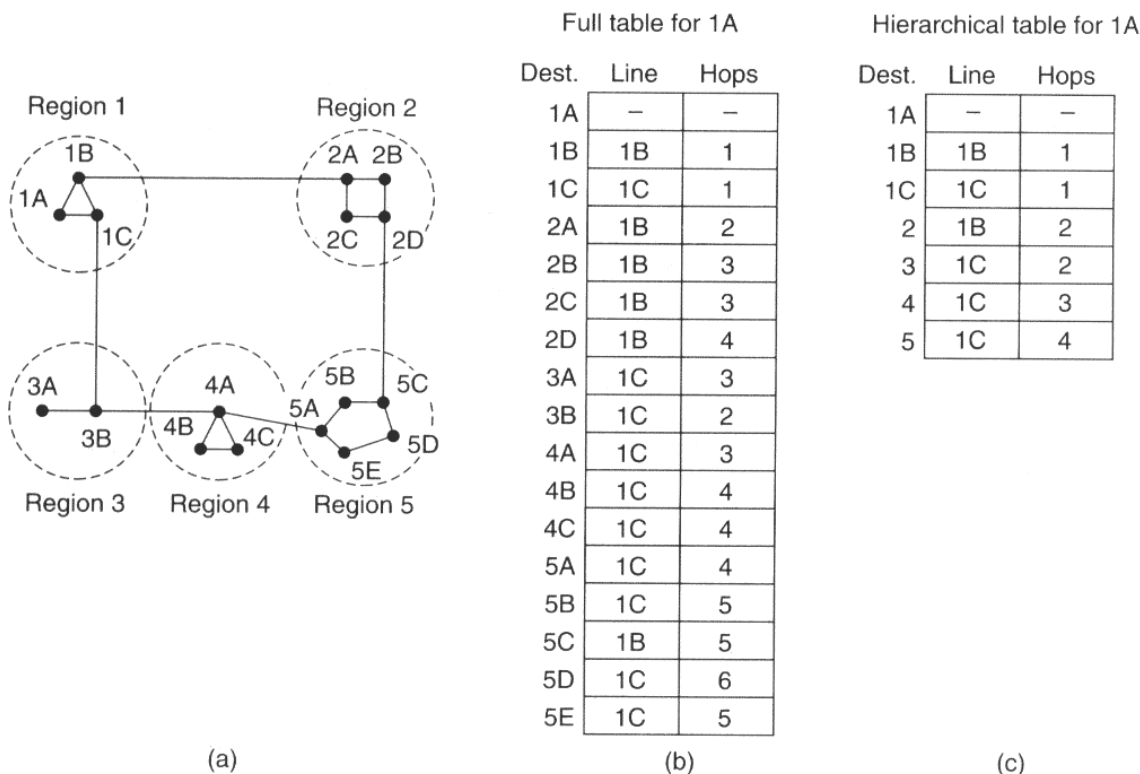 Region 1
Region 2
1B
1A
1C
2A 2B
2C 2D
3A
3B
4A
4B 4C
5B 5C
5A
5D
5E
Region 3 Region 4 Region 5
(a)
Full table for 1A
Dest. Line Hops
1A – –
1B 1B 1
1C 1C 1
2A 1B 2
2B 1B 3
2C 1B 3
2D 1B 4
3A 1C 3
3B 1C 2
4A 1C 3
4B 1C 4
4C 1C 4
5A 1C 4
5B 1C 5
5C 1B 5
5D 1C 6
5E 1C 5
(b)
Hierarchical table for 1A
Dest. Line Hops
1A – –
1B 1B 1
1C 1C 1
2 1B 2
3 1C 2
4 1C 3
5 1C 4
(c)